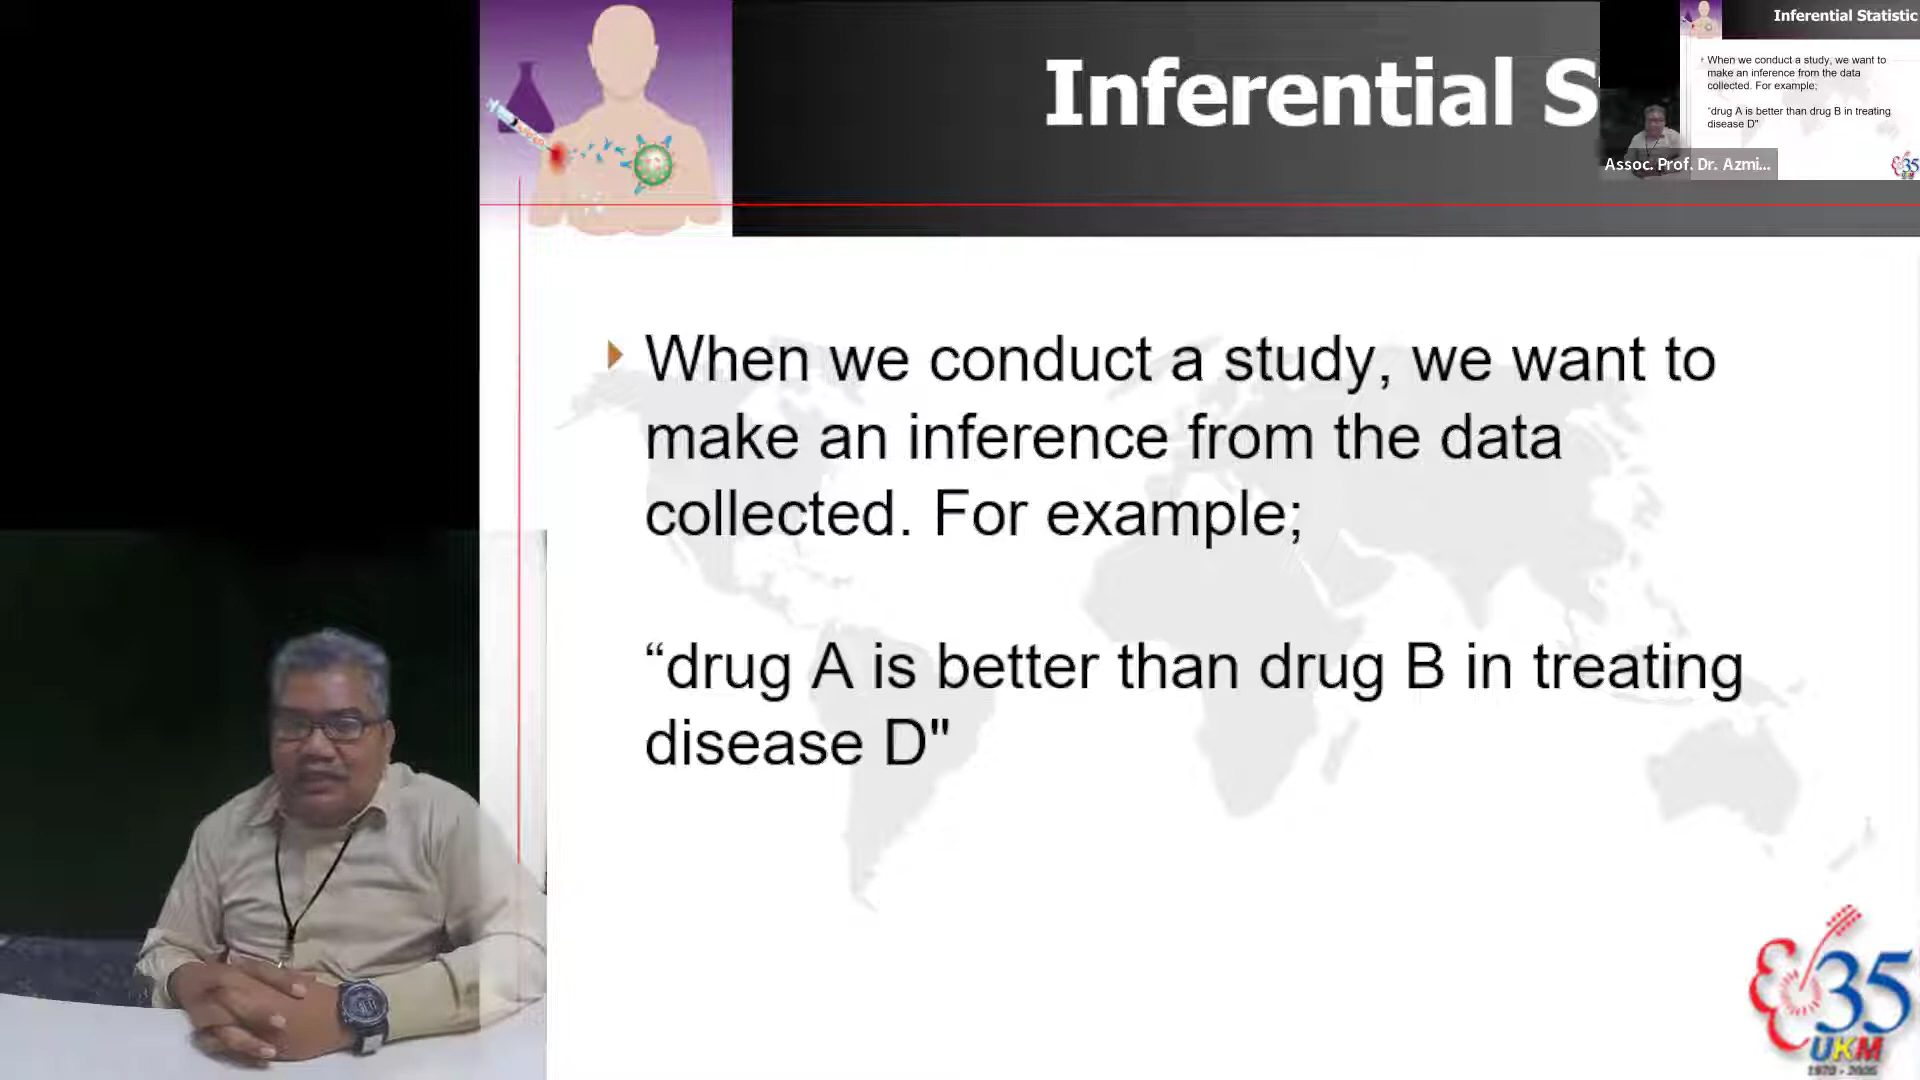 Inferential S
When we conduct a study, we want to
make an inference from the data
collected. For example;
“drug A is better than drug B in treating
disease D"
35
UKM
1970 - 2005
Inferential Statistic
When we conduct a study, we want to
make an inference from the data
collected. For example;
"drug A is better than drug B in treating
disease D"
35
Assoc. Prof. Dr. Azmi...